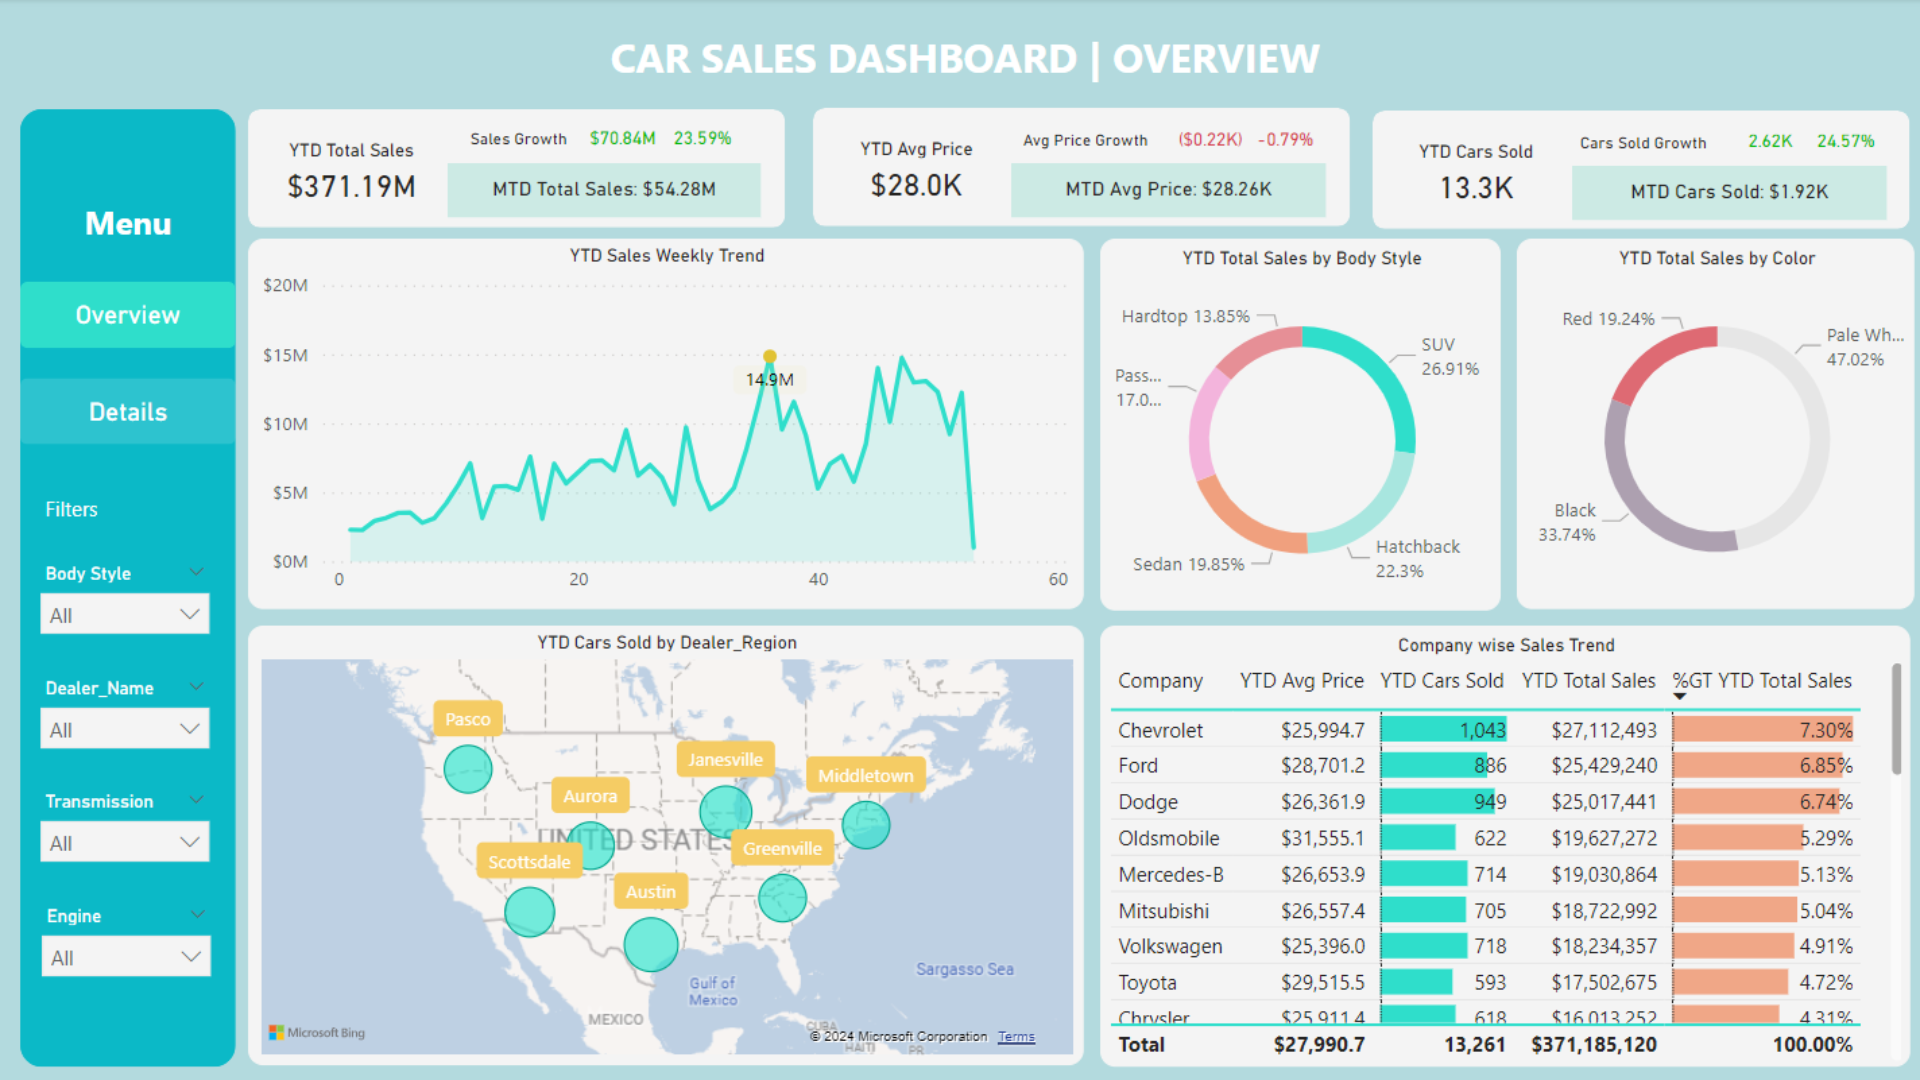 CAR SALES DASHBOARD | OVERVIEW
Menu
Overview
Details
Filters
Body Style
All
Dealer_Name
All
Transmission
All
Engine
All
YTD Total Sales
$371.19M
Sales Growth $70.84M 23.59%
MTD Total Sales: $54.28M
YTD Avg Price
$28.0K
Avg Price Growth ($0.22K) -0.79%
MTD Avg Price: $28.26K
YTD Cars Sold
13.3K
Cars Sold Growth 2.62K 24.57%
MTD Cars Sold: $1.92K
YTD Sales Weekly Trend
$20M
$15M
$10M
$5M
$0M
14.9M
0 20 40 60
YTD Total Sales by Body Style
Hardtop 13.85%
SUV
26.91%
Pass...
17.0...
Sedan 19.85%
Hatchback
22.3%
YTD Total Sales by Color
Red 19.24%
Pale Wh...
47.02%
Black
33.74%
YTD Cars Sold by Dealer_Region
Pasco
Janesville
Middletown
Aurora
UNITED STATES
Greenville
Scottsdale
Austin
Sargasso Sea
Gulf of
Mexico
MEXICO
CUBA
HAITI PR
Microsoft Bing
© 2024 Microsoft Corporation Terms
Company wise Sales Trend
Company YTD Avg Price YTD Cars Sold YTD Total Sales %GT YTD Total Sales
Chevrolet $25,994.7 1,043 $27,112,493 7.30%
Ford $28,701.2 886 $25,429,240 6.85%
Dodge $26,361.9 949 $25,017,441 6.74%
Oldsmobile $31,555.1 622 $19,627,272 5.29%
Mercedes-B $26,653.9 714 $19,030,864 5.13%
Mitsubishi $26,557.4 705 $18,722,992 5.04%
Volkswagen $25,396.0 718 $18,234,357 4.91%
Toyota $29,515.5 593 $17,502,675 4.72%
Chrysler $25,911.4 618 $16,013,252 4.31%
Total $27,990.7 13,261 $371,185,120 100.00%